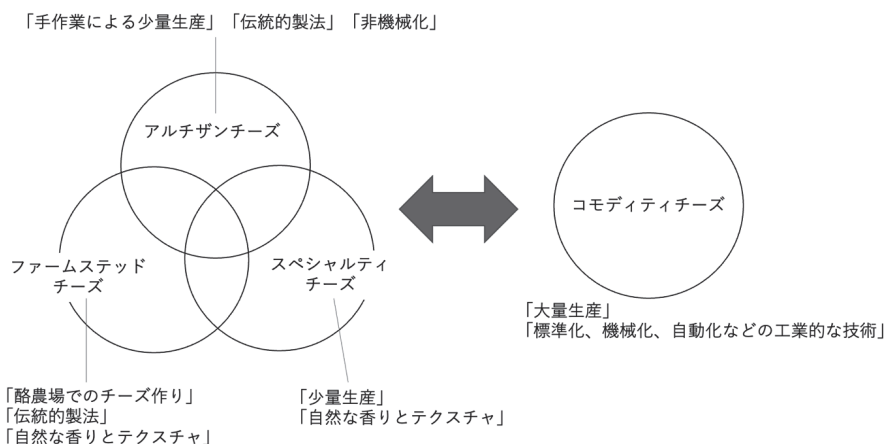 「手作業による少量生産」「伝統的製法」「非機械化」
アルチザンチーズ
コモディティチーズ
ファームステッド
チーズ
スペシャルティ
チーズ
「大量生産」
「標準化、機械化、自動化などの工業的な技術」
「酪農場でのチーズ作り」
「伝統的製法」
「自然な香りとテクスチャ」
「少量生産」
「自然な香りとテクスチャ」